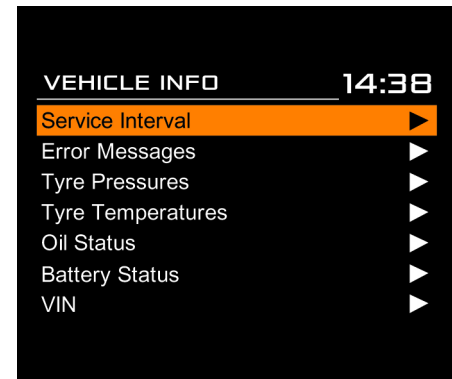 VEHICLE INFO 14:38
Service Interval
Error Messages
Tyre Pressures
Tyre Temperatures
Oil Status
Battery Status
VIN